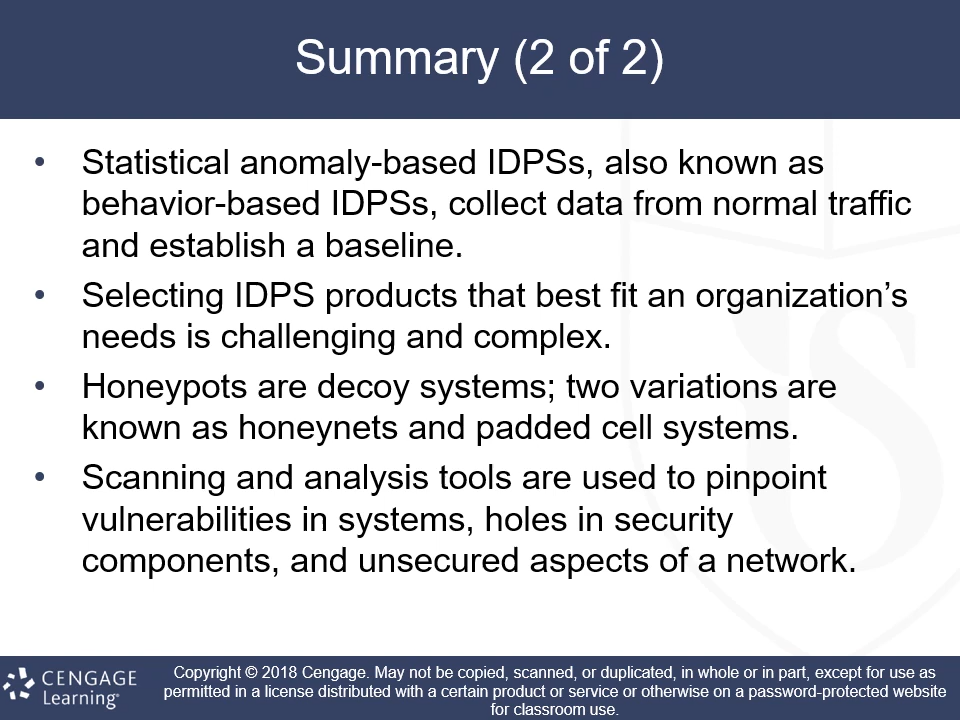 Summary (2 of 2)
• Statistical anomaly-based IDPSs, also known as
behavior-based IDPSs, collect data from normal traffic
and establish a baseline.
• Selecting IDPS products that best fit an organization’s
needs is challenging and complex.
• Honeypots are decoy systems; two variations are
known as honeynets and padded cell systems.
• Scanning and analysis tools are used to pinpoint
vulnerabilities in systems, holes in security
components, and unsecured aspects of a network.
CENGAGE
Learning™
Copyright © 2018 Cengage. May not be copied, scanned, or duplicated, in whole or in part, except for use as
permitted in a license distributed with a certain product or service or otherwise on a password-protected website
for classroom use.